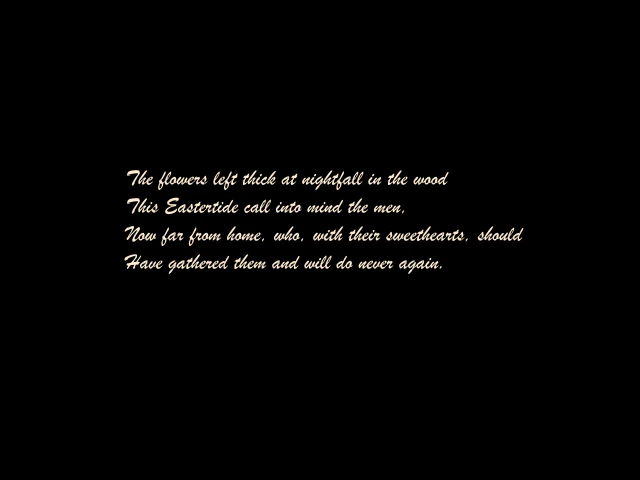 The flowers left thick at nightfall in the wood
This Eastertide call into mind the men,
Now far from home, who, with their sweethearts, should
Have gathered them and will do never again.